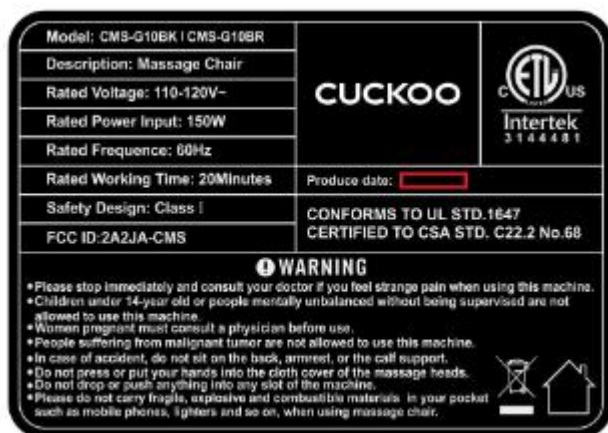 Model: CMS-G10BK | CMS-G10BR
Description: Massage Chair
Rated Voltage: 110-120V~
Rated Power Input: 150W
Rated Frequence: 60Hz
Rated Working Time: 20Minutes
Safety Design: Class I
FCC ID:2A2JA-CMS
CUCKOO
C ETL US
Intertek
3144481
Produce date:
CONFORMS TO UL STD.1647
CERTIFIED TO CSA STD. C22.2 No.68
WARNING
•Please stop immediately and consult your doctor if you feel strange pain when using this machine.
•Children under 14-year old or people mentally unbalanced without being supervised are not
allowed to use this machine.
•Women pregnant must consult a physician before use.
•People suffering from malignant tumor are not allowed to use this machine.
•In case of accident, do not sit on the back, armrest, or the calf support.
•Do not press or put your hands into the cloth cover of the massage heads.
•Do not drop or push anything into any slot of the machine.
•Please do not carry fragile, explosive and combustible materials in your pocket
such as mobile phones, lighters and so on, when using massage chair.